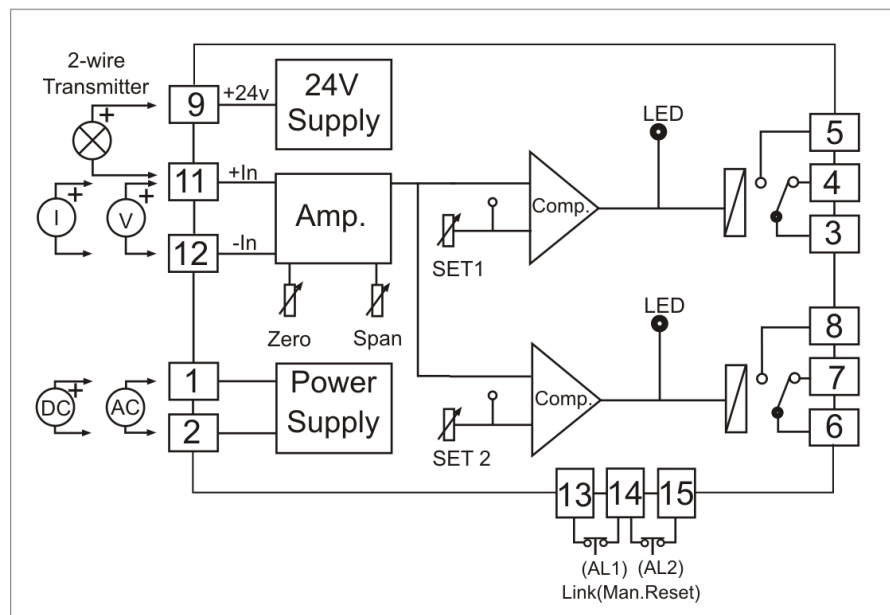 2-wire
Transmitter
+
9
+24v
24V
Supply
LED
5
+
I
+
V
11
+In
Amp.
Comp.
4
12
-In
SET1
3
Zero
Span
LED
8
+
DC
AC
1
2
Power
Supply
Comp.
7
SET 2
6
13
14
15
(AL1)
(AL2)
Link(Man.Reset)